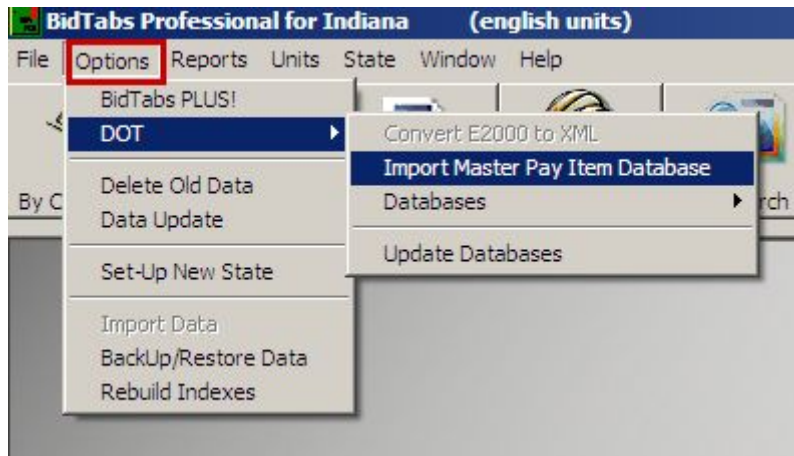 BidTabs Professional for Indiana (english units)
File Options Reports Units State Window Help
BidTabs PLUS!
DOT
Convert E2000 to XML
Import Master Pay Item Database
Databases
Update Databases
Delete Old Data
Data Update
Set-Up New State
Import Data
BackUp/Restore Data
Rebuild Indexes
By C
rch